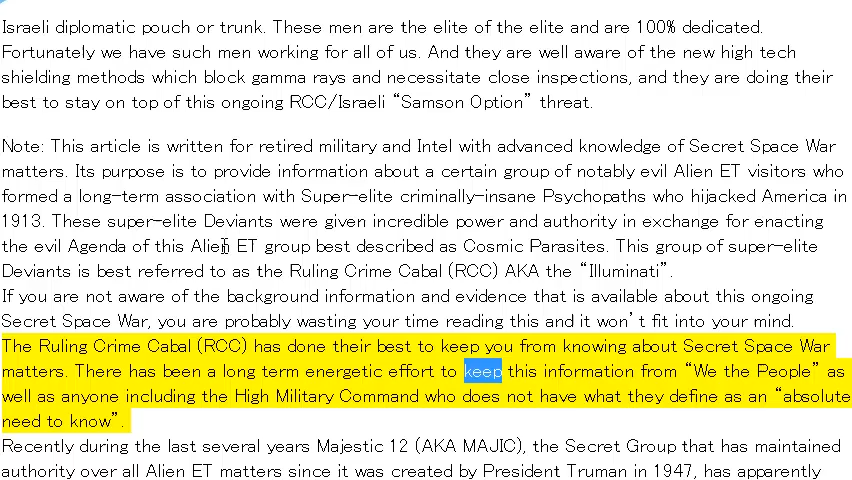 Israeli diplomatic pouch or trunk. These men are the elite of the elite and are 100% dedicated.
Fortunately we have such men working for all of us. And they are well aware of the new high tech
shielding methods which block gamma rays and necessitate close inspections, and they are doing their
best to stay on top of this ongoing RCC/Israeli “Samson Option” threat.
Note: This article is written for retired military and Intel with advanced knowledge of Secret Space War
matters. Its purpose is to provide information about a certain group of notably evil Alien ET visitors who
formed a long-term association with Super-elite criminally-insane Psychopaths who hijacked America in
1913. These super-elite Deviants were given incredible power and authority in exchange for enacting
the evil Agenda of this Alien ET group best described as Cosmic Parasites. This group of super-elite
Deviants is best referred to as the Ruling Crime Cabal (RCC) AKA the “Illuminati”.
If you are not aware of the background information and evidence that is available about this ongoing
Secret Space War, you are probably wasting your time reading this and it won’t fit into your mind.
The Ruling Crime Cabal (RCC) has done their best to keep you from knowing about Secret Space War
matters. There has been a long term energetic effort to keep this information from “We the People” as
well as anyone including the High Military Command who does not have what they define as an “absolute
need to know”.
Recently during the last several years Majestic 12 (AKA MAJIC), the Secret Group that has maintained
authority over all Alien ET matters since it was created by President Truman in 1947, has apparently